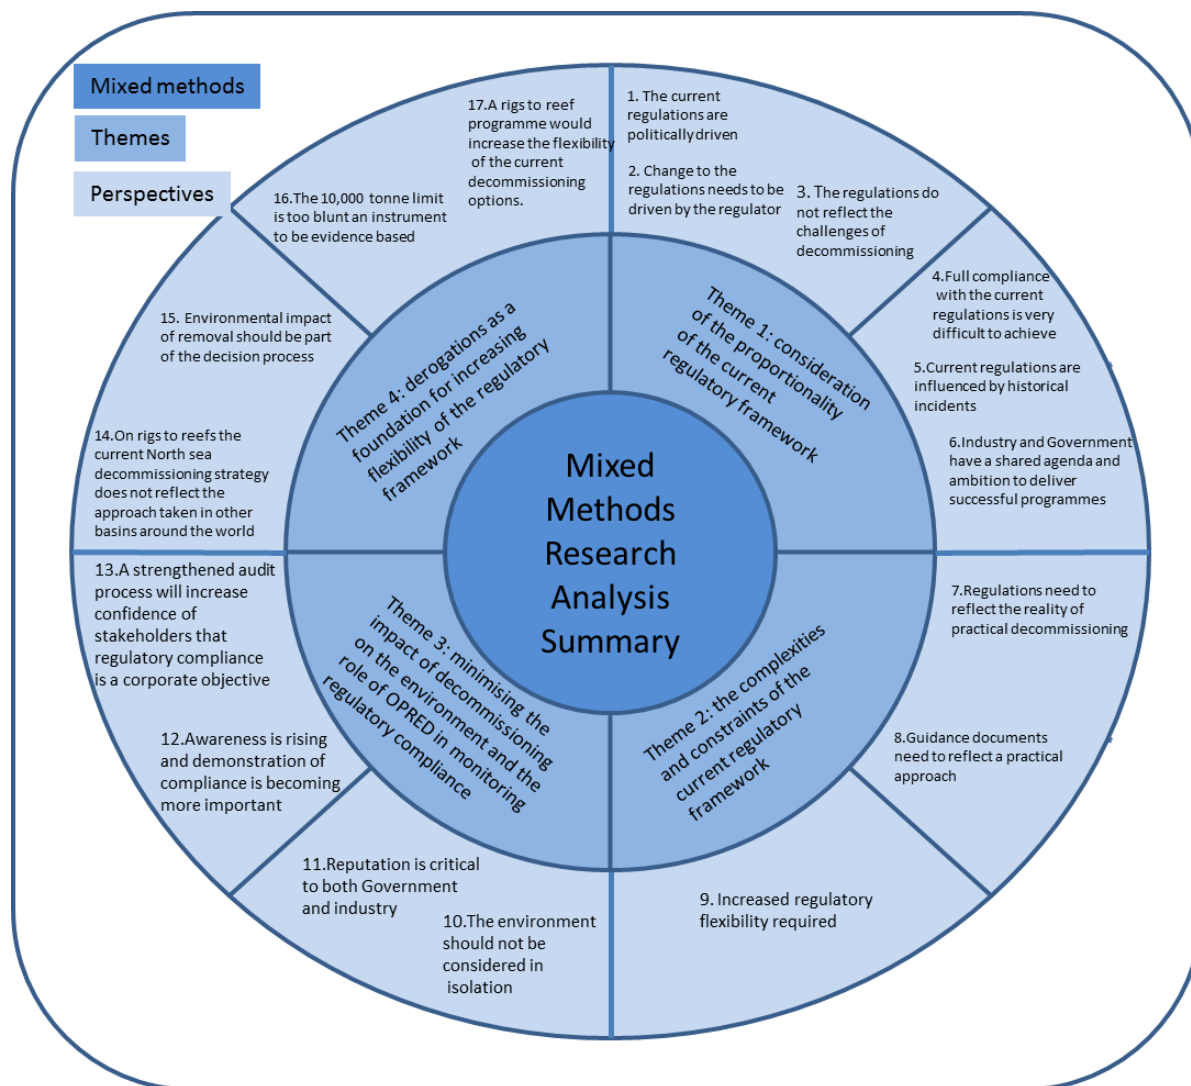 Mixed methods
Themes
Perspectives
1. The current
regulations are
politically driven
2. Change to the
regulations needs to be
driven by the regulator
3. The regulations do
not reflect the
challenges of
decommissioning
4.Full compliance
with the current
regulations is very
difficult to achieve
5.Current regulations are
influenced by historical
incidents
6.Industry and Government
have a shared agenda and
ambition to deliver
successful programmes
7.Regulations need to
reflect the reality of
practical decommissioning
8.Guidance documents
need to reflect a practical
approach
9. Increased regulatory
flexibility required
10.The environment
should not be
considered in
isolation
11.Reputation is critical
to both Government
and industry
12.Awareness is rising
and demonstration of
compliance is becoming
more important
13.A strengthened audit
process will increase
confidence of
stakeholders that
regulatory compliance
is a corporate objective
14.On rigs to reefs the
current North sea
decommissioning strategy
does not reflect the
approach taken in other
basins around the world
15. Environmental impact
of removal should be part
of the decision process
16.The 10,000 tonne limit
is too blunt an instrument
to be evidence based
17.A rigs to reef
programme would
increase the flexibility
of the current
decommissioning
options.
Theme 1: consideration
of the proportionality
of the current
regulatory framework
Theme 2: the complexities
and constraints of the
current regulatory
framework
Theme 3: minimising the
impact of decommissioning
on the environment and the
role of OPRED in monitoring
regulatory compliance
Theme 4: derogations as a
foundation for increasing
flexibility of the regulatory
framework
Mixed
Methods
Research
Analysis
Summary